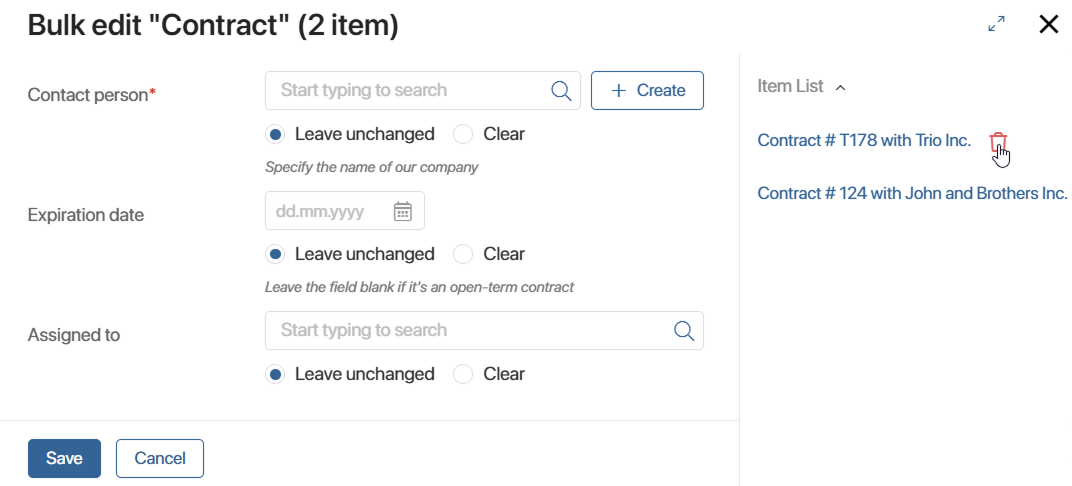 Bulk edit "Contract" (2 item)
Contact person*
Start typing to search
+ Create
Leave unchanged
Clear
Specify the name of our company
Expiration date
dd.mm.yyyy
Leave unchanged
Clear
Leave the field blank if it's an open-term contract
Assigned to
Start typing to search
Leave unchanged
Clear
Save
Cancel
Item List
Contract # T178 with Trio Inc.
Contract # 124 with John and Brothers Inc.